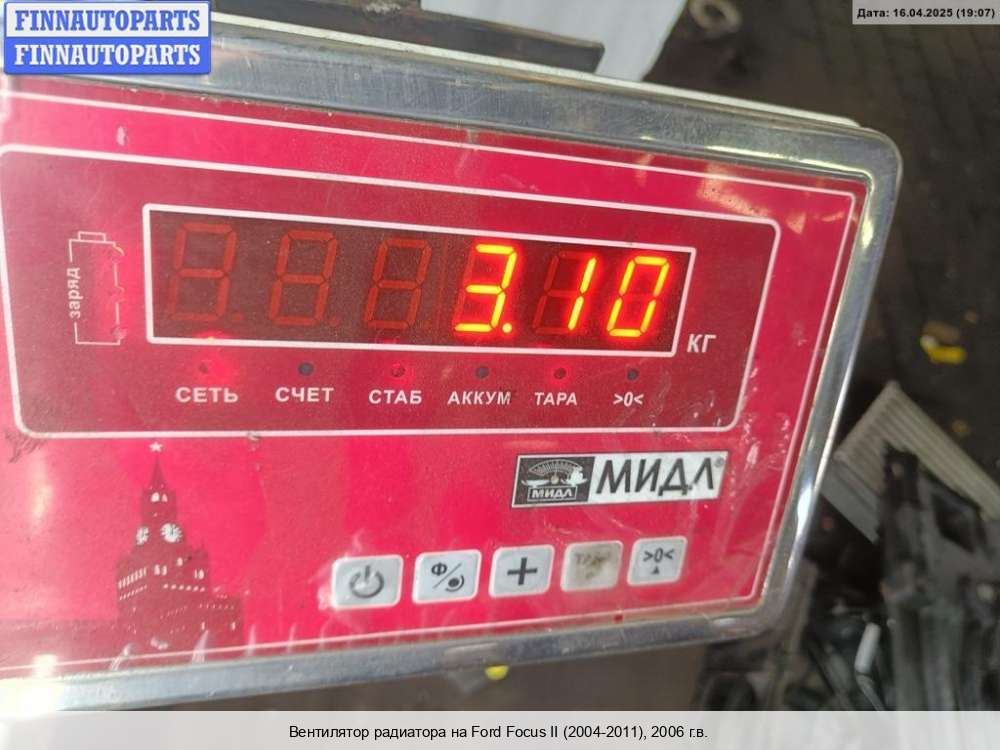 FINNAUTOPARTS
FINNAUTOPARTS
Дата: 16.04.2025 (19:07)
заряд
3.10
КГ
СЕТЬ СЧЕТ СТАБ АККУМ ТАРА >0<
МИДЛ МИДЛ®
Ф/ + >0<
Вентилятор радиатора на Ford Focus II (2004-2011), 2006 г.в.